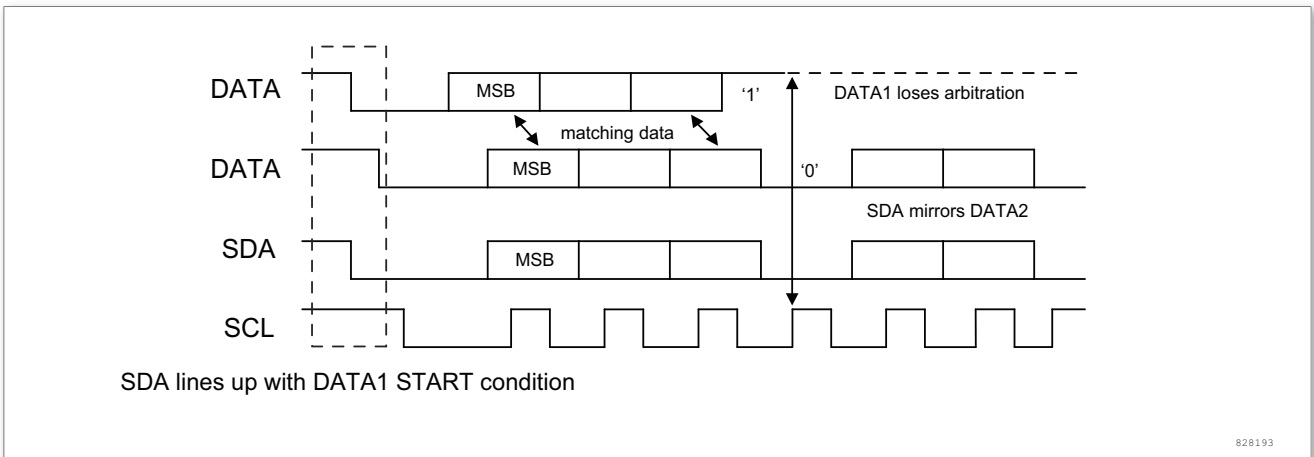 DATA
MSB
‘1’
DATA1 loses arbitration
matching data
DATA
MSB
‘0’
SDA mirrors DATA2
SDA
MSB
SCL
SDA lines up with DATA1 START condition
828193